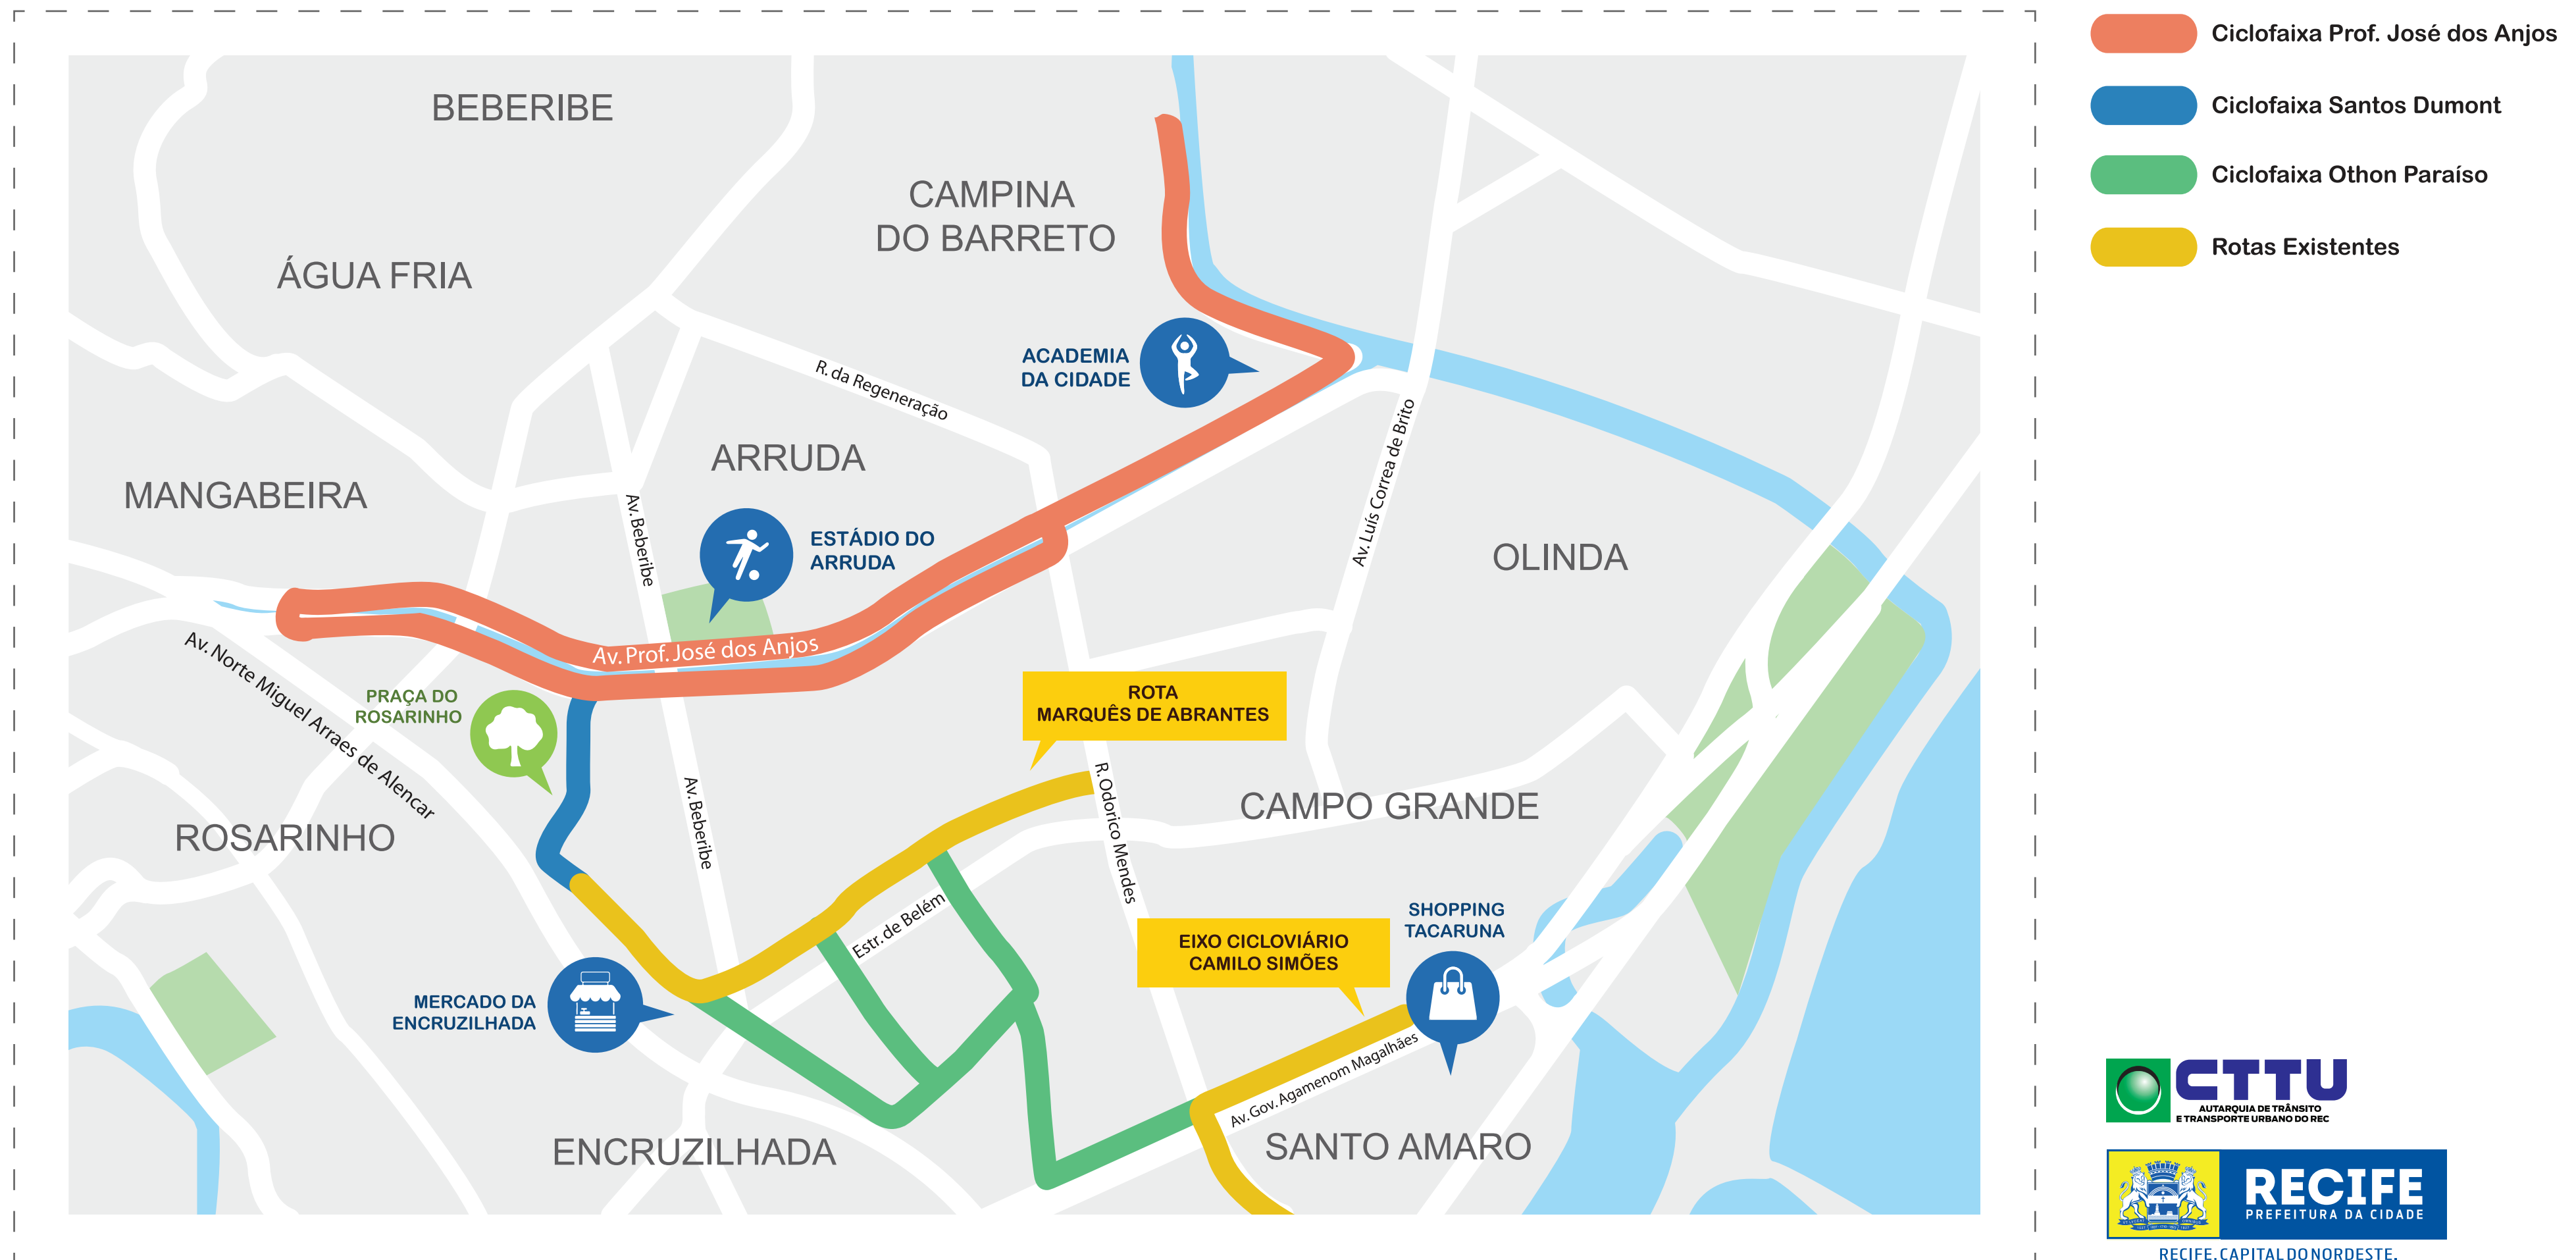 Ciclofaixa Prof. José dos Anjos
Ciclofaixa Santos Dumont
Ciclofaixa Othon Paraíso
Rotas Existentes
BEBERIBE
CAMPINA
DO BARRETO
ÁGUA FRIA
ACADEMIA
DA CIDADE
R. da Regeneração
Av. Luís Correa de Brito
ARRUDA
MANGABEIRA
Av. Beberibe
ESTÁDIO DO
ARRUDA
OLINDA
Av. Prof. José dos Anjos
Av. Norte Miguel Arraes de Alencar
PRAÇA DO
ROSARINHO
ROTA
MARQUÊS DE ABRANTES
Av. Beberibe
R. Odorico Mendes
CAMPO GRANDE
ROSARINHO
Estr. de Belém
SHOPPING
TACARUNA
EIXO CICLOVIÁRIO
CAMILO SIMÕES
MERCADO DA
ENCRUZILHADA
Av. Gov. Agamenom Magalhães
ENCRUZILHADA
SANTO AMARO
CTTU
AUTARQUIA DE TRÂNSITO
E TRANSPORTE URBANO DO REC
RECIFE
PREFEITURA DA CIDADE
RECIFE, CAPITAL DO NORDESTE.